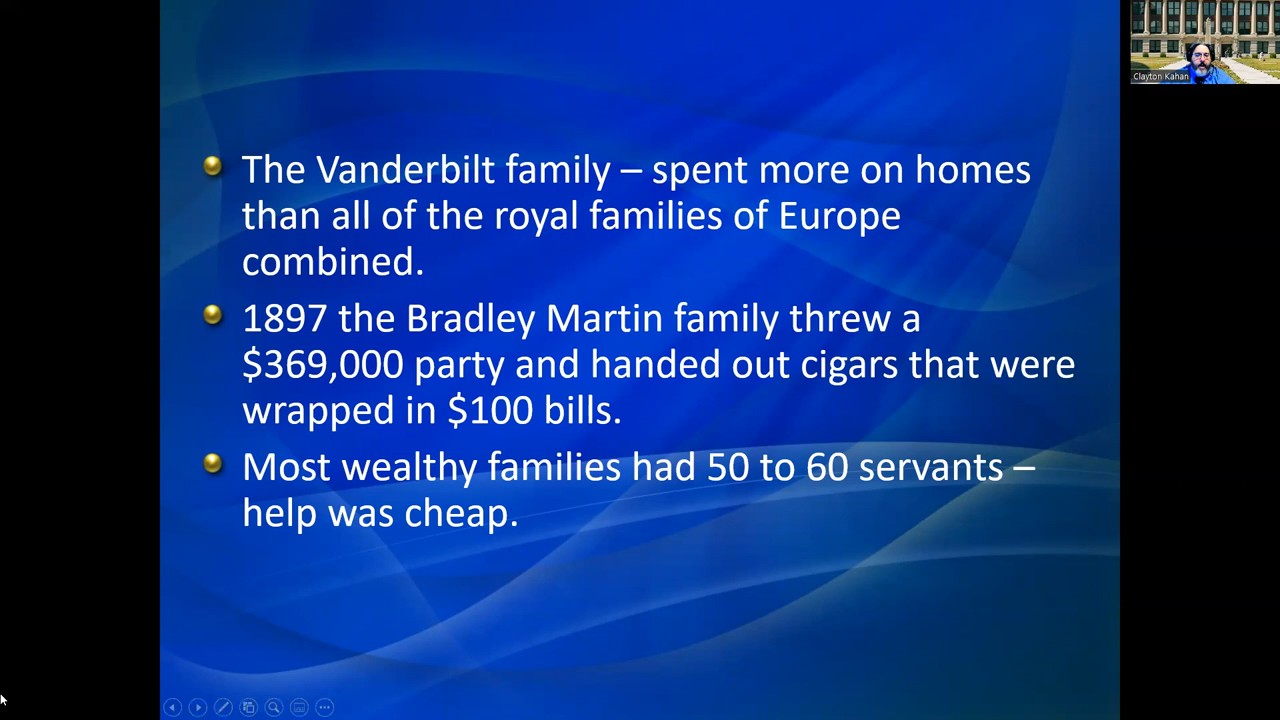 The Vanderbilt family – spent more on homes
than all of the royal families of Europe
combined.
1897 the Bradley Martin family threw a
$369,000 party and handed out cigars that were
wrapped in $100 bills.
Most wealthy families had 50 to 60 servants –
help was cheap.
Clayton Kahan